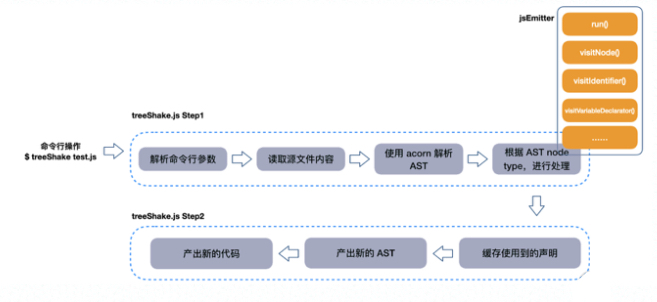 jsEmitter
run()
visitNode()
visitIdentifier()
visitVariableDeclarator()
......
treeShake.js Step1
命令行操作
$ treeShake test.js
解析命令行参数
读取源文件内容
使用 acorn 解析
AST
根据 AST node
type，进行处理
treeShake.js Step2
产出新的代码
产出新的 AST
缓存使用到的声明